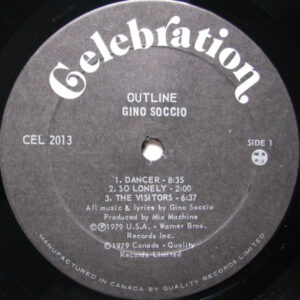 Celebration
OUTLINE
GINO SOCCIO
CEL 2013
SIDE 1
1. DANCER - 8:35
2. SO LONELY - 2:00
3. THE VISITORS - 6:37
All music & lyrics by Gino Soccio
Produced by Mix Machine
©℗1979 U.S.A. - Warner Bros.
Records Inc.
©1979 Canada - Quality
Records Limited
MANUFACTURED IN CANADA BY QUALITY RECORDS LIMITED